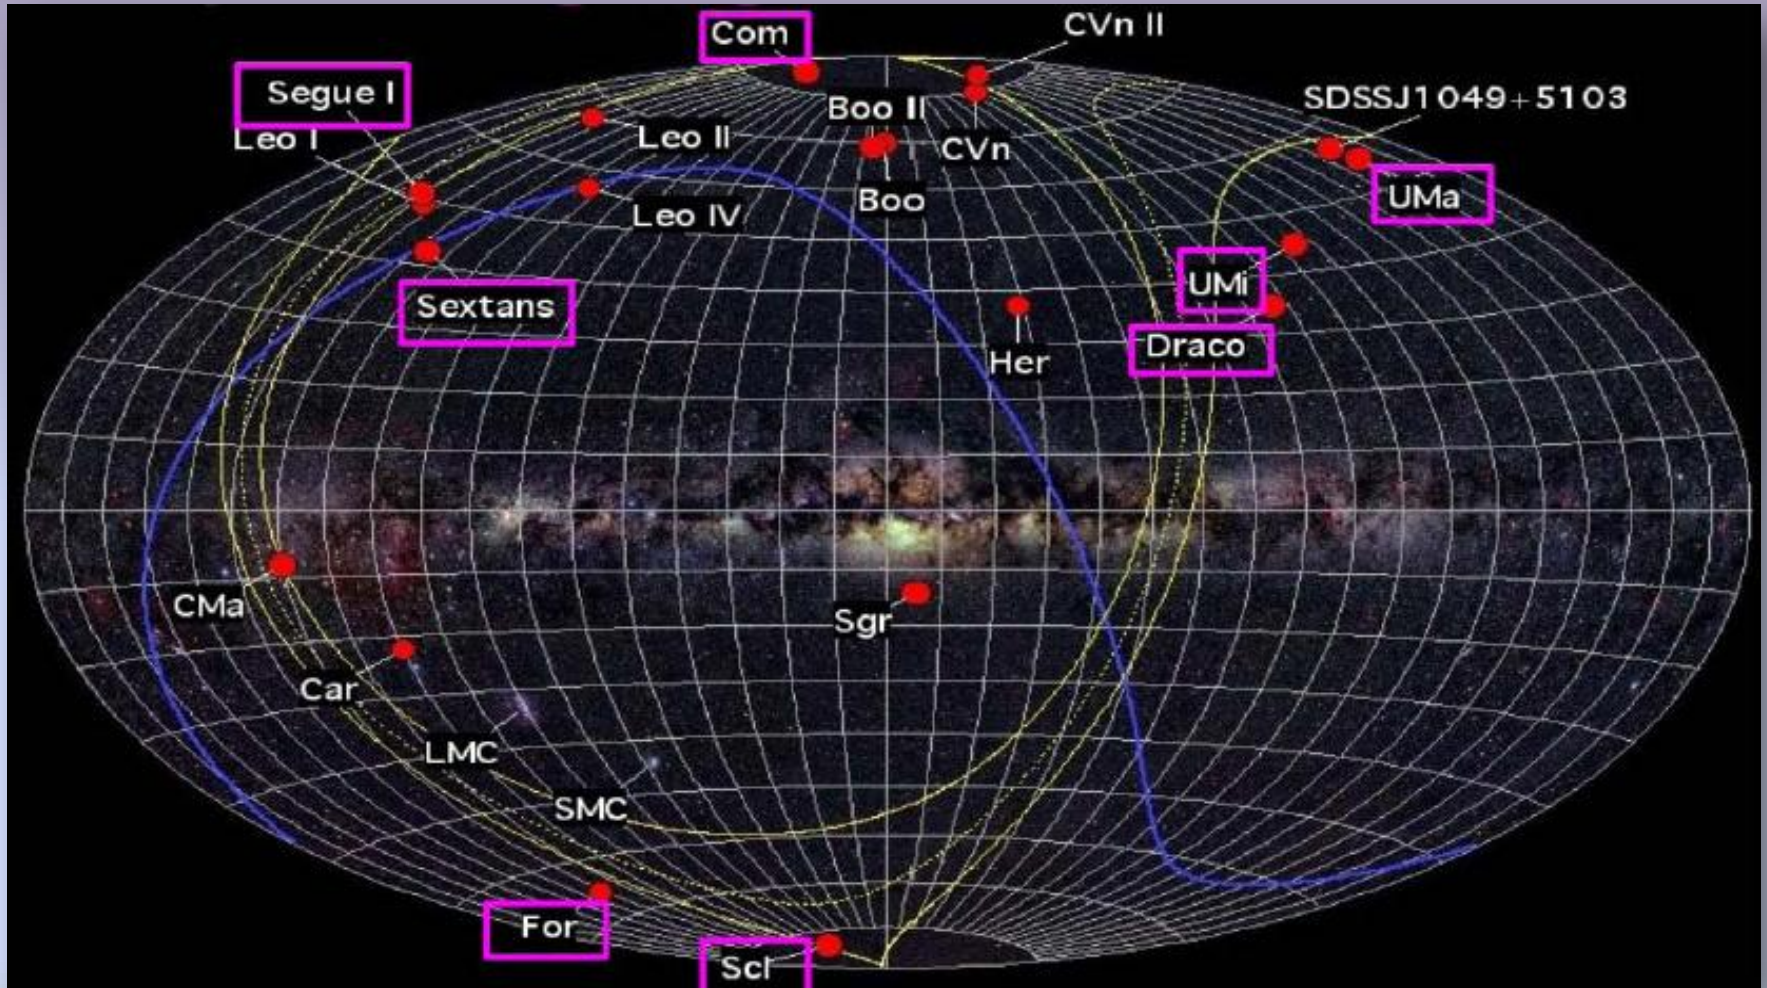 Com
CVn II
Segue I
SDSSJ1049+5103
Boo II
Leo I
Leo II
CVn
UMa
Boo
Leo IV
UMi
Sextans
Draco
Her
CMa
Sgr
Car
LMC
SMC
For
Scl